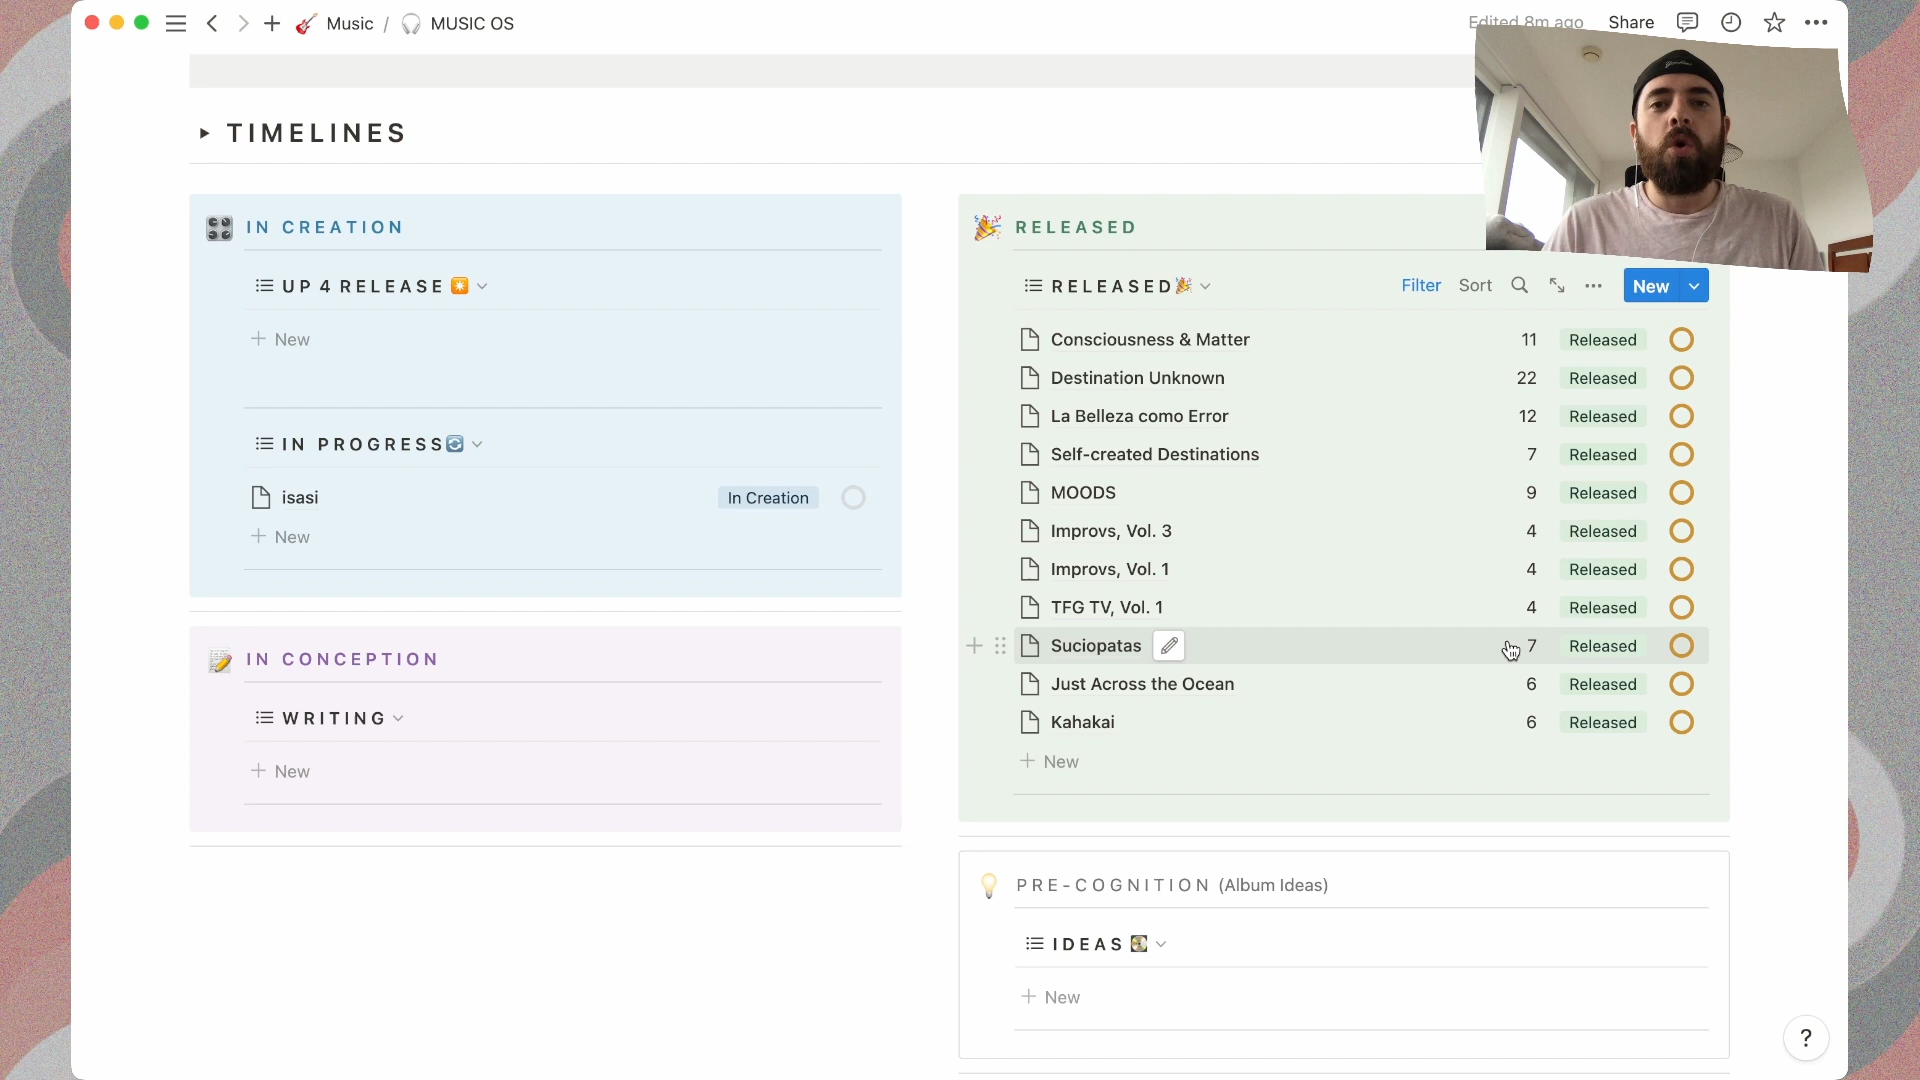 Music / MUSIC OS
Edited 8m ago Share
TIMELINES
IN CREATION
UP 4 RELEASE
+ New
IN PROGRESS
isasi In Creation
+ New
IN CONCEPTION
WRITING
+ New
RELEASED
RELEASED Filter Sort New
Consciousness & Matter 11 Released
Destination Unknown 22 Released
La Belleza como Error 12 Released
Self-created Destinations 7 Released
MOODS 9 Released
Improvs, Vol. 3 4 Released
Improvs, Vol. 1 4 Released
TFG TV, Vol. 1 4 Released
Suciopatas 7 Released
Just Across the Ocean 6 Released
Kahakai 6 Released
+ New
PRE-COGNITION (Album Ideas)
IDEAS
+ New
?